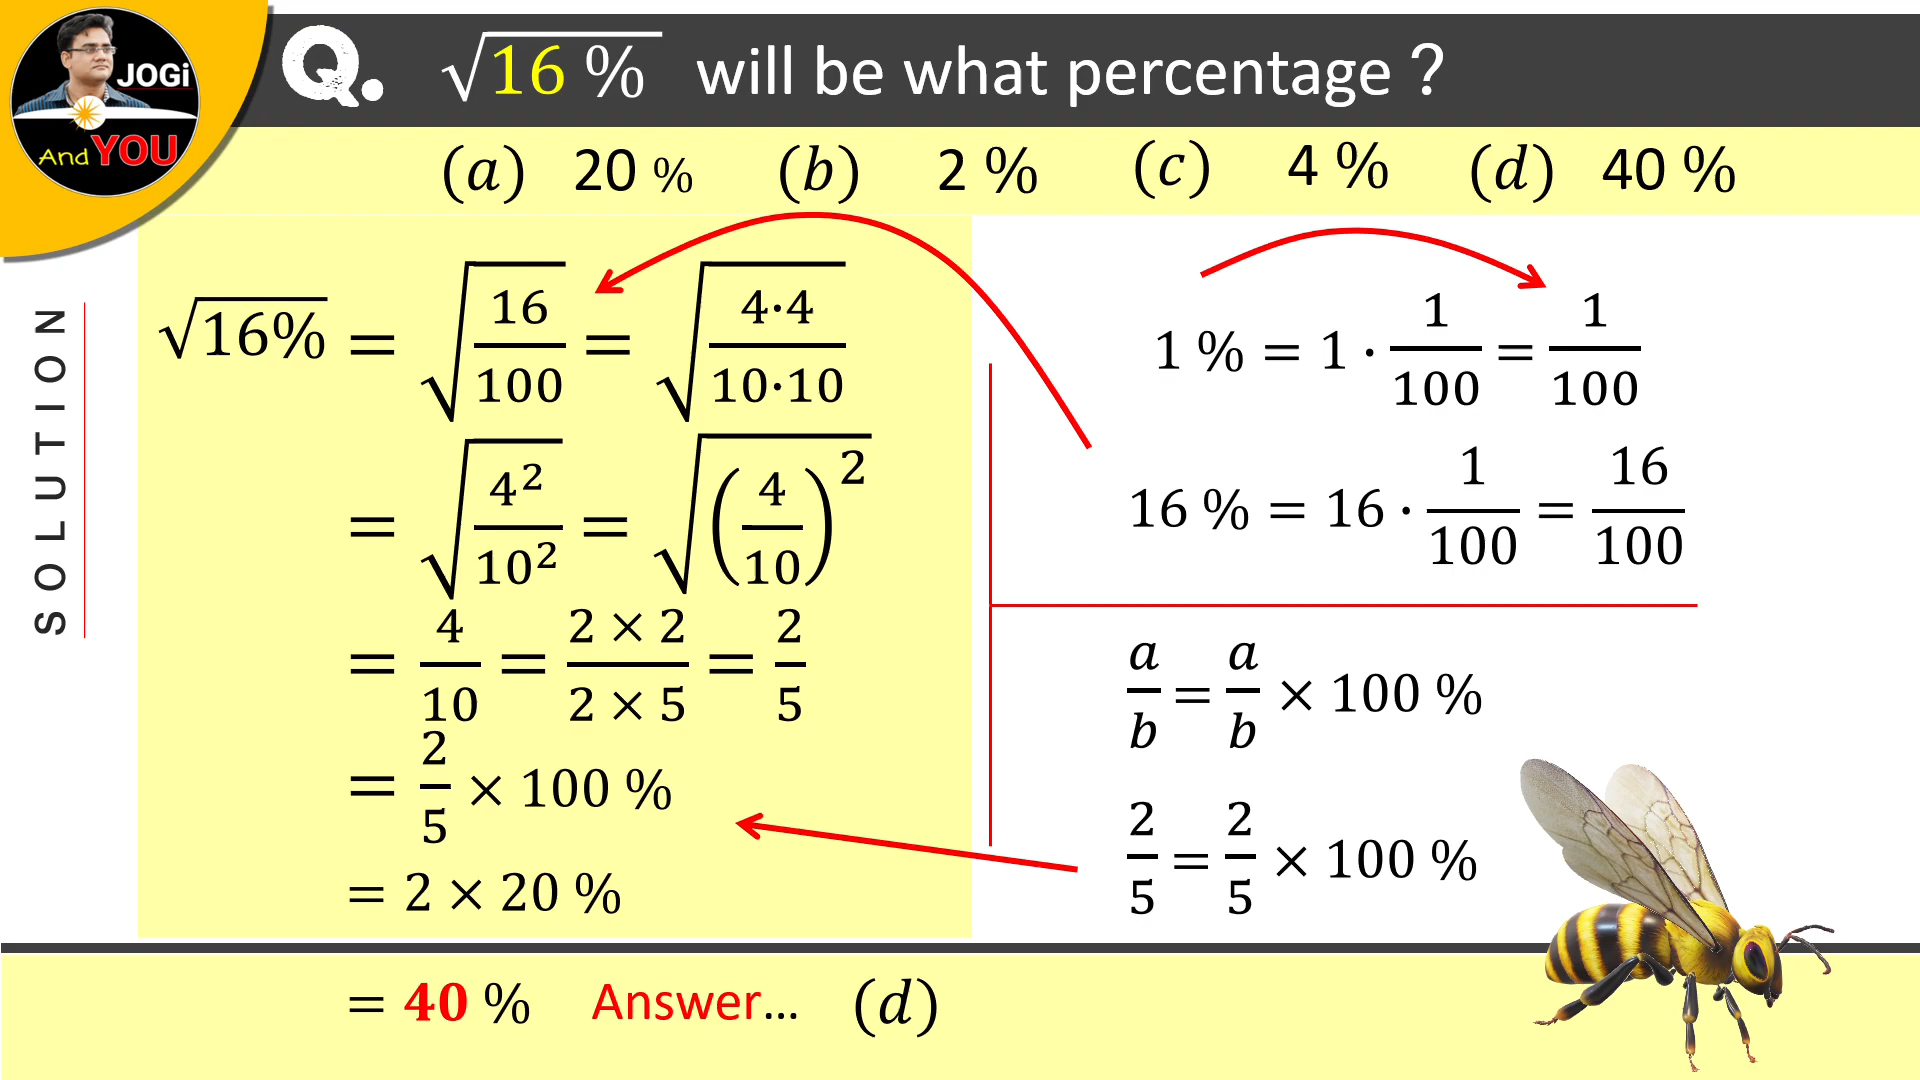 JOGi
And YOU
Q. √16 % will be what percentage ?
(a) 20 % (b) 2 % (c) 4 % (d) 40 %
SOLUTION
√16% = √(16/100) = √(4·4/10·10)
= √(4²/10²) = √(4/10)²
= 4/10 = 2 × 2/2 × 5 = 2/5
= 2/5 × 100 %
= 2 × 20 %
= 40 % Answer... (d)
1 % = 1 · 1/100 = 1/100
16 % = 16 · 1/100 = 16/100
a/b = a/b × 100 %
2/5 = 2/5 × 100 %